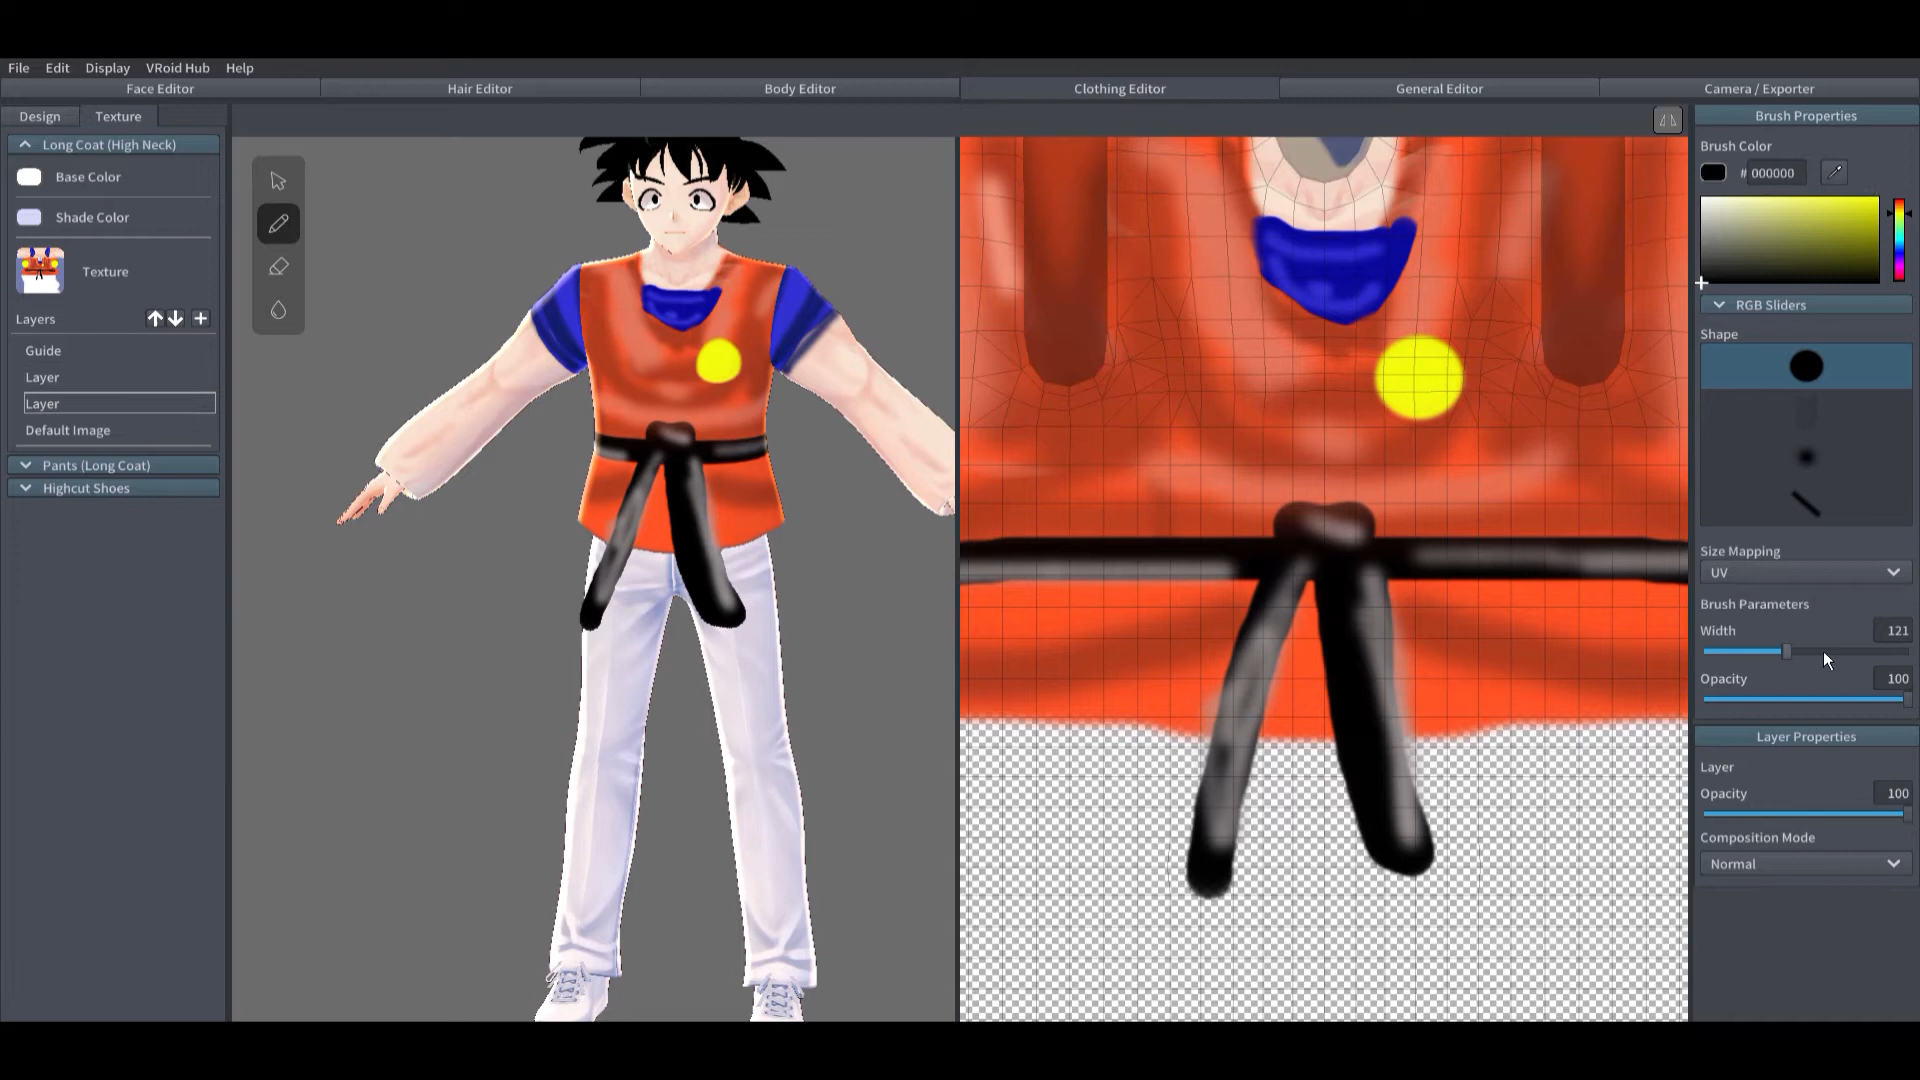 File Edit Display VRoid Hub Help
Face Editor Hair Editor Body Editor Clothing Editor General Editor Camera / Exporter
Design Texture
Long Coat (High Neck)
Base Color
Shade Color
Texture
Layers
Guide
Layer
Layer
Default Image
Pants (Long Coat)
Highcut Shoes
Brush Properties
Brush Color
# 000000
RGB Sliders
Shape
Size Mapping
UV
Brush Parameters
Width 121
Opacity 100
Layer Properties
Layer
Opacity 100
Composition Mode
Normal